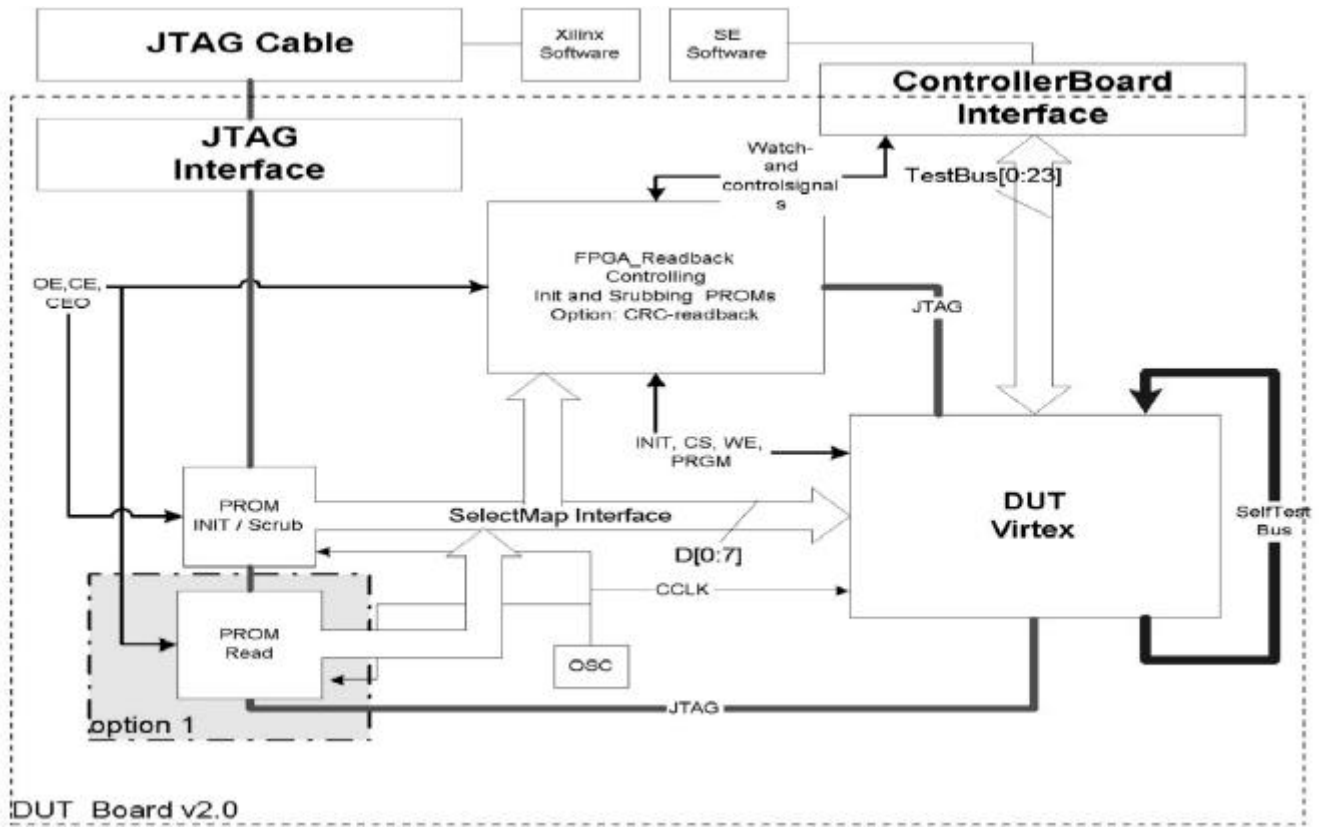 JTAG Cable
Xilinx
Software
SE
Software
ControllerBoard
Interface
JTAG
Interface
Watch-
and
controlsignal
s
TestBus[0:23]
FPGA_Readback
Controlling
Init and Srubbing PROMs
Option: CRC-readback
OE,CE,
CEO
JTAG
INIT, CS, WE,
PRGM
PROM
INIT / Scrub
SelectMap Interface
D[0:7]
DUT
Virtex
SelfTest
Bus
CCLK
PROM
Read
OSC
JTAG
option 1
DUT Board v2.0